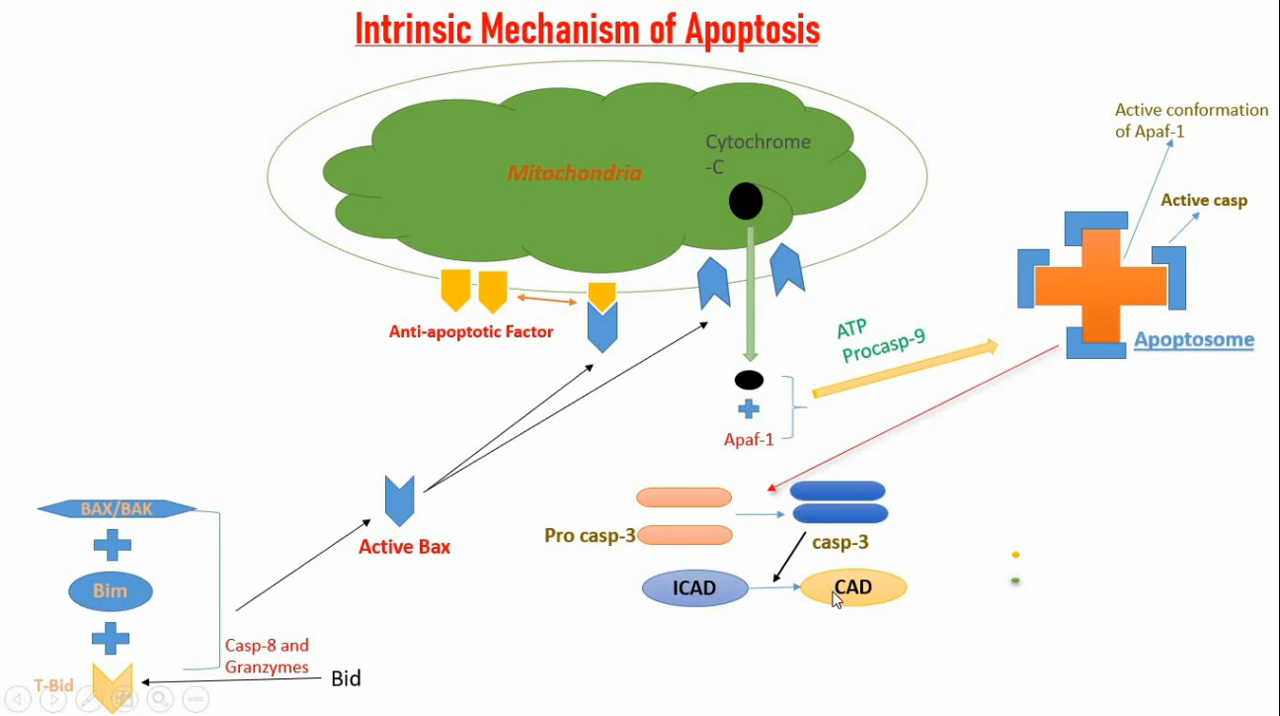 Intrinsic Mechanism of Apoptosis
Active conformation
of Apaf-1
Cytochrome
-C
Mitochondria
Active casp
Anti-apoptotic Factor
ATP
Procasp-9
Apoptosome
Apaf-1
BAX/BAK
Active Bax
Pro casp-3
casp-3
Bim
ICAD
CAD
Casp-8 and
Granzymes
T-Bid
Bid